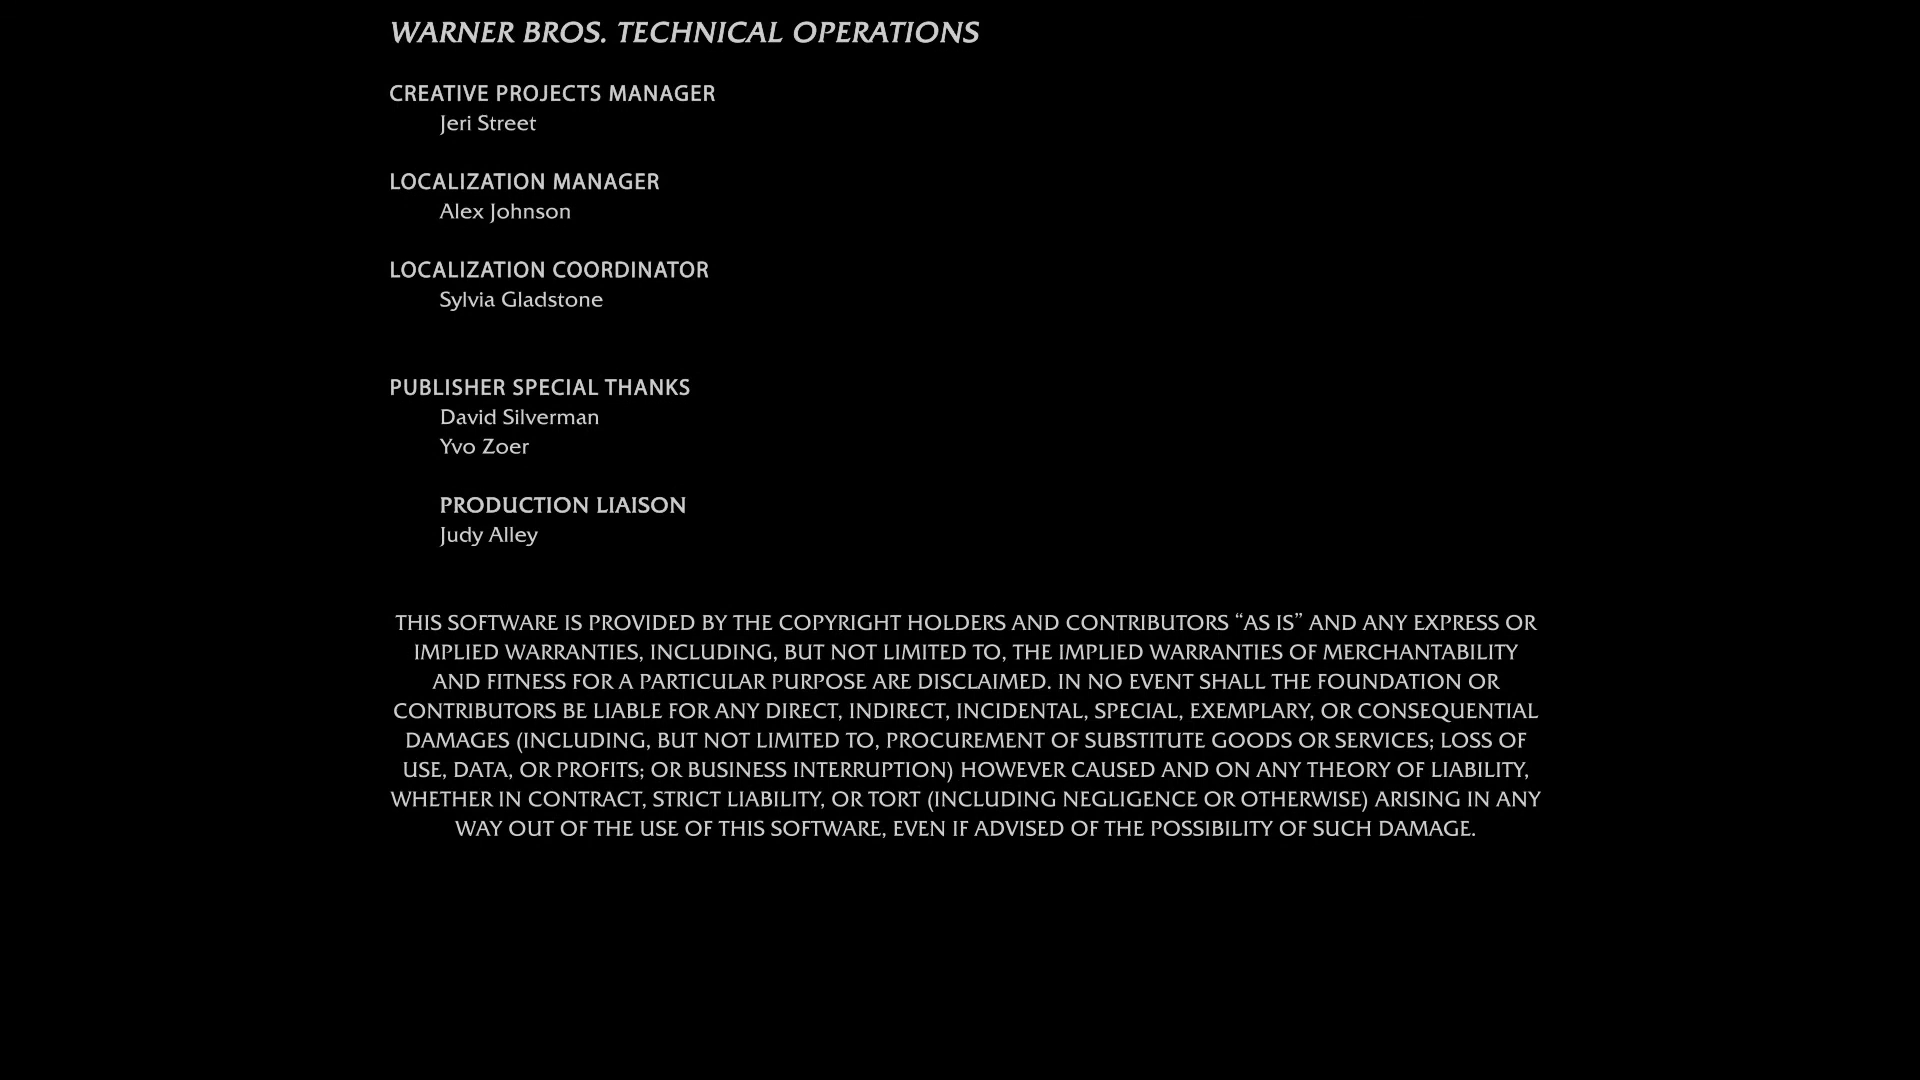 WARNER BROS. TECHNICAL OPERATIONS
CREATIVE PROJECTS MANAGER
Jeri Street
LOCALIZATION MANAGER
Alex Johnson
LOCALIZATION COORDINATOR
Sylvia Gladstone
PUBLISHER SPECIAL THANKS
David Silverman
Yvo Zoer
PRODUCTION LIAISON
Judy Alley
THIS SOFTWARE IS PROVIDED BY THE COPYRIGHT HOLDERS AND CONTRIBUTORS “AS IS” AND ANY EXPRESS OR
IMPLIED WARRANTIES, INCLUDING, BUT NOT LIMITED TO, THE IMPLIED WARRANTIES OF MERCHANTABILITY
AND FITNESS FOR A PARTICULAR PURPOSE ARE DISCLAIMED. IN NO EVENT SHALL THE FOUNDATION OR
CONTRIBUTORS BE LIABLE FOR ANY DIRECT, INDIRECT, INCIDENTAL, SPECIAL, EXEMPLARY, OR CONSEQUENTIAL
DAMAGES (INCLUDING, BUT NOT LIMITED TO, PROCUREMENT OF SUBSTITUTE GOODS OR SERVICES; LOSS OF
USE, DATA, OR PROFITS; OR BUSINESS INTERRUPTION) HOWEVER CAUSED AND ON ANY THEORY OF LIABILITY,
WHETHER IN CONTRACT, STRICT LIABILITY, OR TORT (INCLUDING NEGLIGENCE OR OTHERWISE) ARISING IN ANY
WAY OUT OF THE USE OF THIS SOFTWARE, EVEN IF ADVISED OF THE POSSIBILITY OF SUCH DAMAGE.